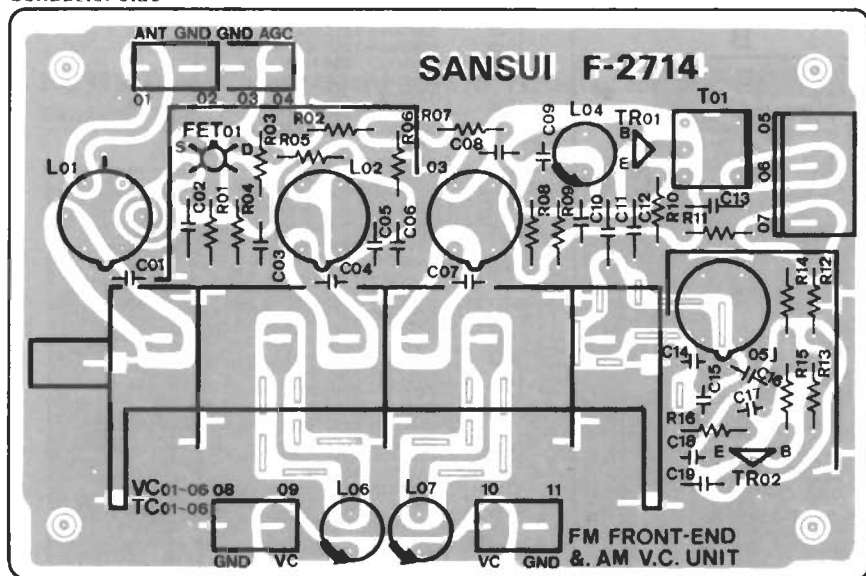 ANT GND GND AGC
01 02 03 04
SANSUI F-2714
L01
FET01
S D
R03
R02
R05
R06
R07
03
C08
C09
L04
TR01
B
E
T01
05
06
07
L02
C02
R01
R04
C03
C05
C06
C04
C01
C07
R08
R09
C10
C11
C12
R10
R11
C13
R14
R12
C14
C15
05J
C16
C17
R15
R13
R16
C18
C19
E B
TR02
VC01~06 08 09 L06 L07 10 11
TC01~06
GND VC VC GND
FM FRONT-END
& AM V.C. UNIT